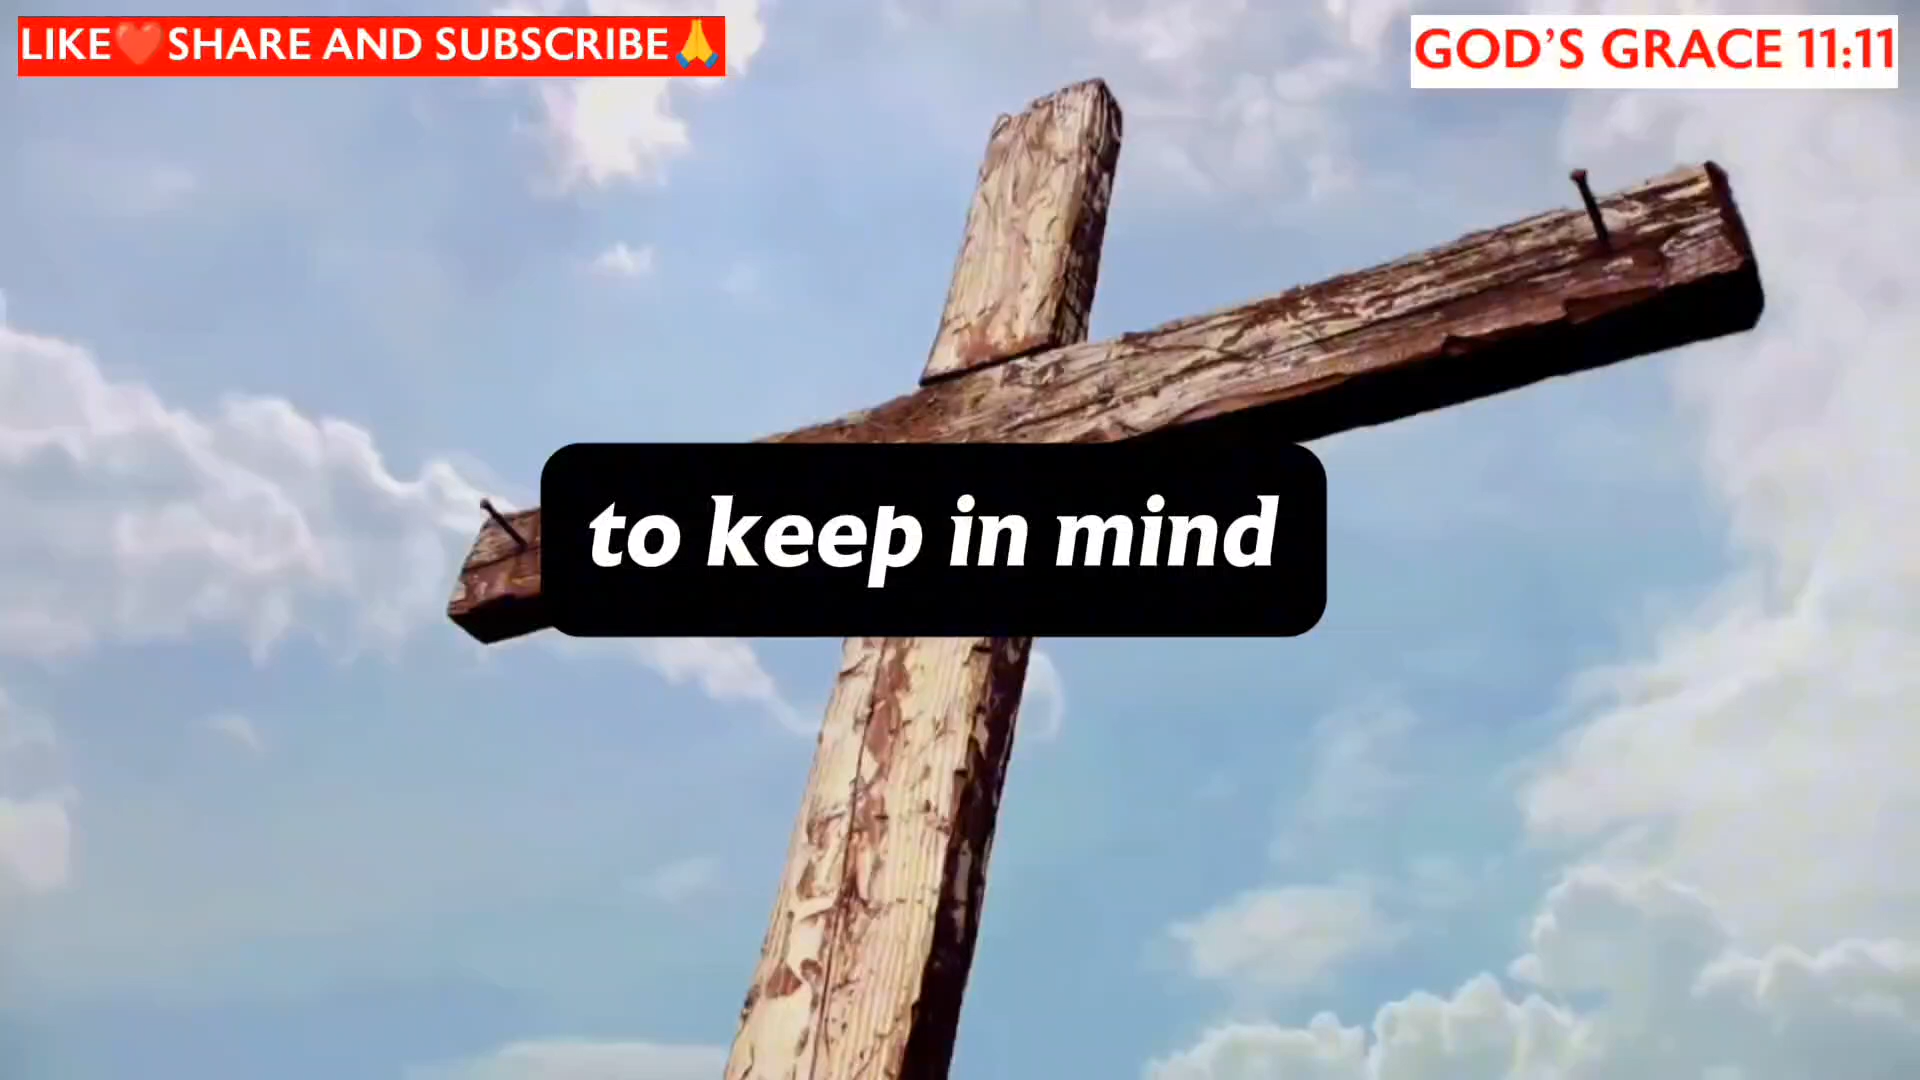 LIKE❤️SHARE AND SUBSCRIBE🙏
GOD’S GRACE 11:11
to keep in mind